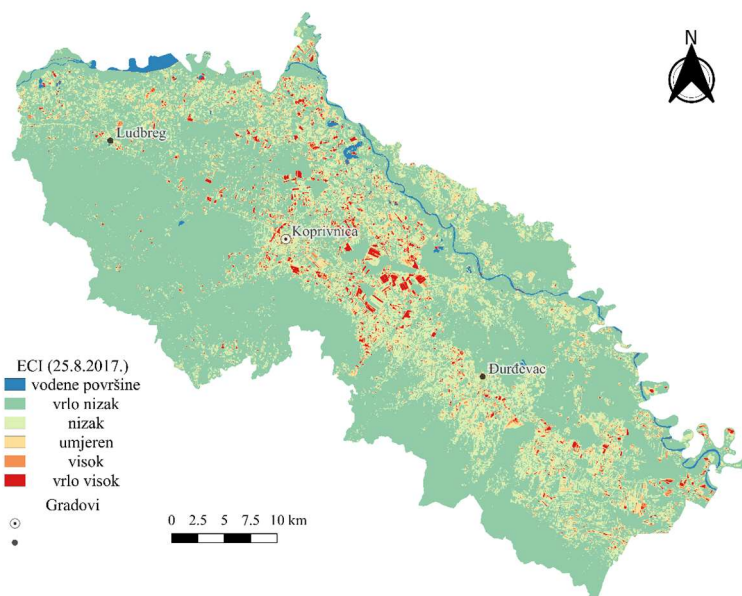 N
Ludbreg
Koprivnica
Đurđevac
ECI (25.8.2017.)
vodene površine
vrlo nizak
nizak
umjeren
visok
vrlo visok
Gradovi
0 2.5 5 7.5 10 km